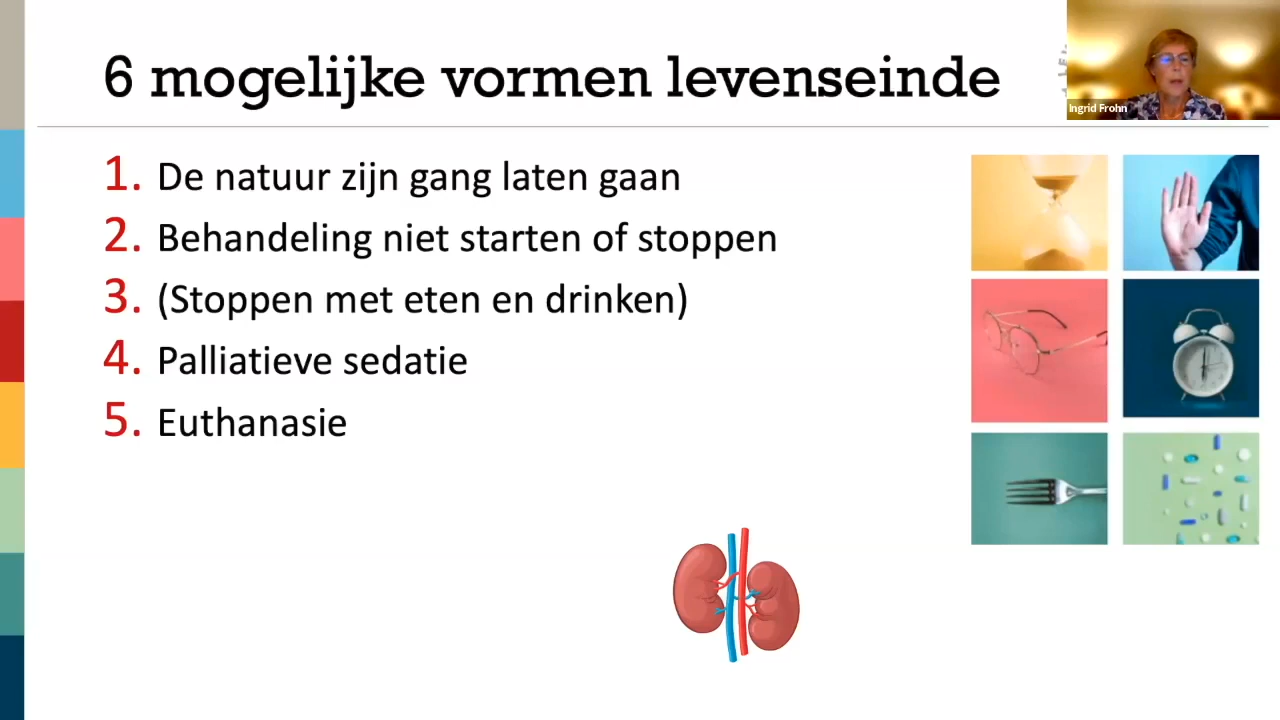 6 mogelijke vormen levenseinde
Ingrid Frohn
1. De natuur zijn gang laten gaan
2. Behandeling niet starten of stoppen
3. (Stoppen met eten en drinken)
4. Palliatieve sedatie
5. Euthanasie